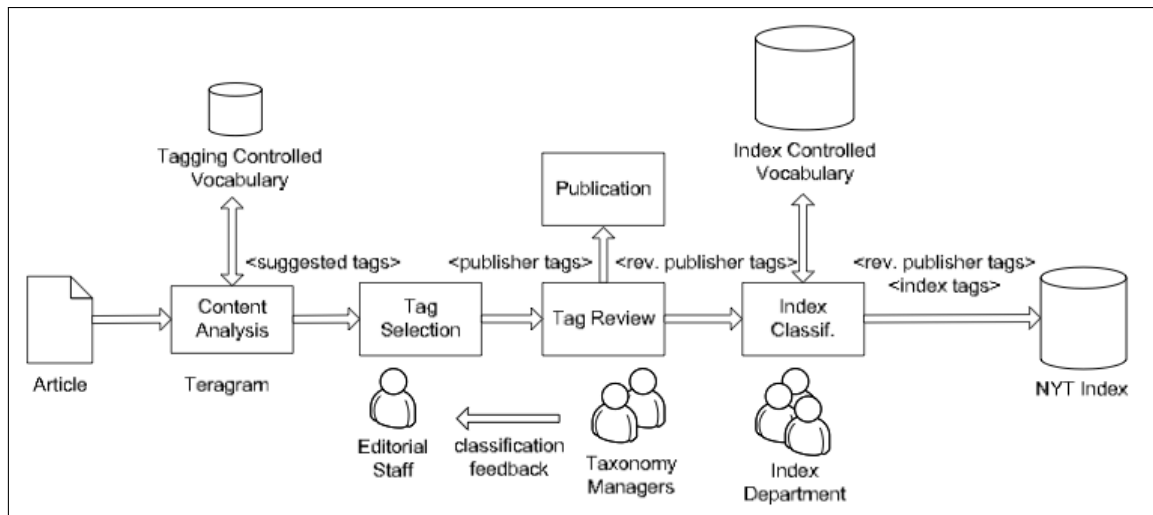 Tagging Controlled
Vocabulary
Index Controlled
Vocabulary
Publication
<suggested tags>
<publisher tags>
<rev. publisher tags>
<rev. publisher tags>
<index tags>
Content
Analysis
Tag
Selection
Tag Review
Index
Classif.
Article
Teragram
NYT Index
Editorial
Staff
classification
feedback
Taxonomy
Managers
Index
Department